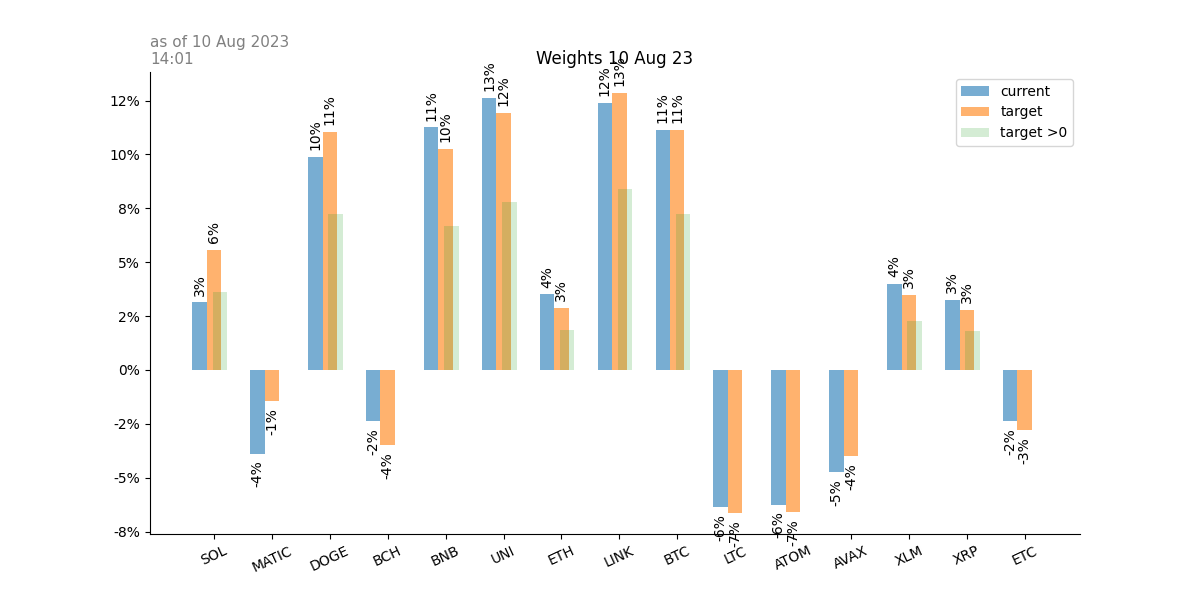 as of 10 Aug 2023
14:01
Weights 10 Aug 23
current
target
target >0
12%
10%
8%
5%
2%
0%
-2%
-5%
-8%
3%
6%
-4%
-1%
10%
11%
-2%
-4%
11%
10%
13%
12%
4%
3%
12%
13%
11%
11%
-6%
-7%
-6%
-7%
-5%
-4%
4%
3%
3%
3%
-2%
-3%
SOL
MATIC
DOGE
BCH
BNB
UNI
ETH
LINK
BTC
LTC
ATOM
AVAX
XLM
XRP
ETC